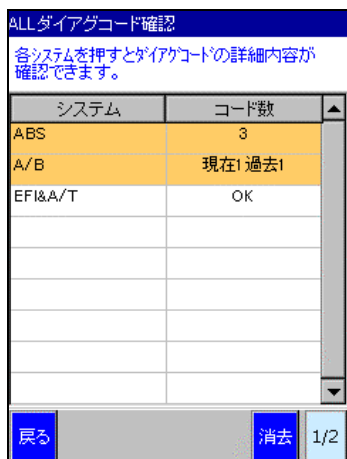 ALLダイアグコード確認
各システムを押すとダイアグコードの詳細内容が
確認できます。
システム コード数
ABS 3
A/B 現在1過去1
EFI&A/T OK
戻る 消去 1/2